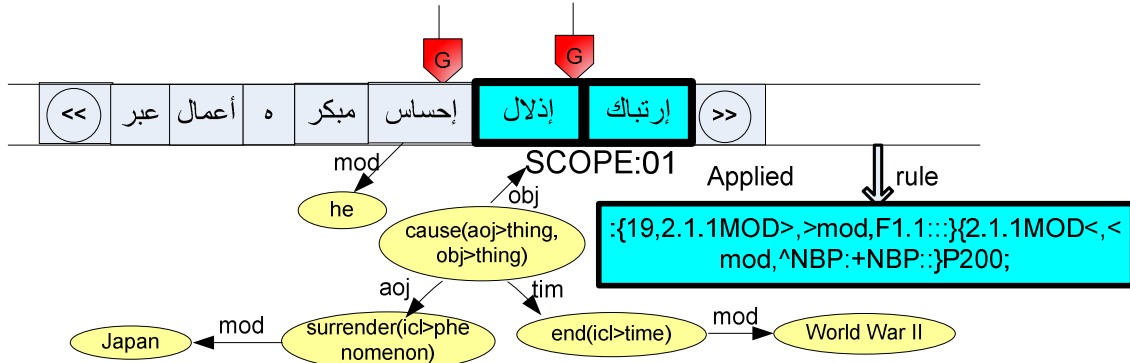 G G
<< عبر أعمال ه مبكر إحساس إذلال إرتباك >>
mod SCOPE:01
obj Applied rule
he
cause(aoj>thing,
obj>thing)
:{19,2.1.1MOD>,>mod,F1.1:::}{2.1.1MOD<,<
mod,^NBP:+NBP::}P200;
aoj tim
mod surrender(icl>phe
nomenon) mod
Japan end(icl>time) World War II